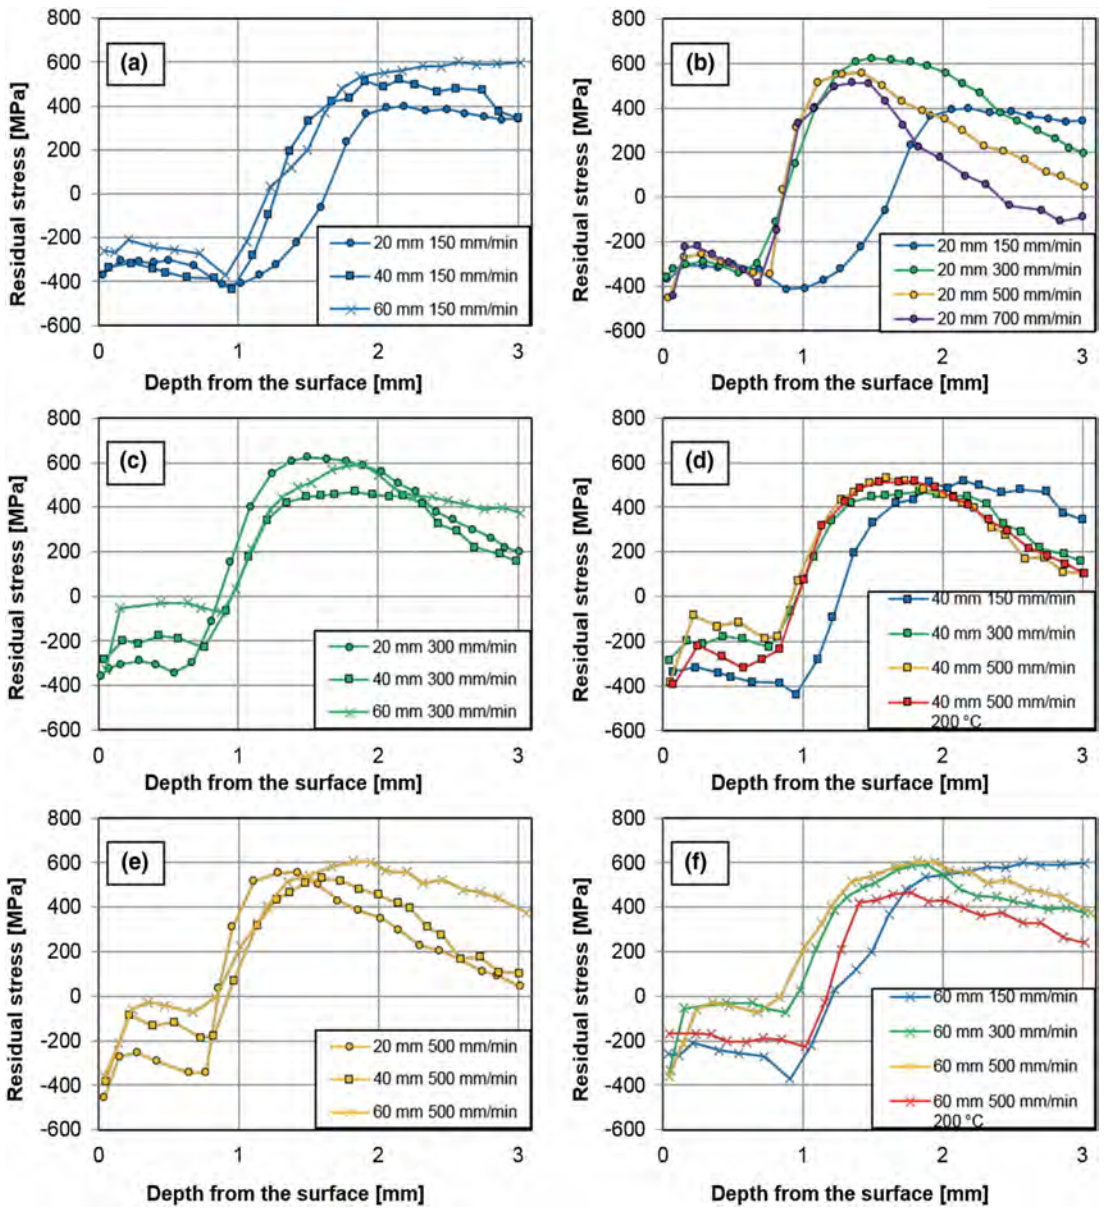 800
600
400
200
0
-200
-400
-600
Residual stress [MPa]
(a)
20 mm 150 mm/min
40 mm 150 mm/min
60 mm 150 mm/min
0 1 2 3
Depth from the surface [mm]
800
600
400
200
0
-200
-400
-600
Residual stress [MPa]
(b)
20 mm 150 mm/min
20 mm 300 mm/min
20 mm 500 mm/min
20 mm 700 mm/min
0 1 2 3
Depth from the surface [mm]
800
600
400
200
0
-200
-400
-600
Residual stress [MPa]
(c)
20 mm 300 mm/min
40 mm 300 mm/min
60 mm 300 mm/min
0 1 2 3
Depth from the surface [mm]
800
600
400
200
0
-200
-400
-600
Residual stress [MPa]
(d)
40 mm 150 mm/min
40 mm 300 mm/min
40 mm 500 mm/min
40 mm 500 mm/min
200 °C
0 1 2 3
Depth from the surface [mm]
800
600
400
200
0
-200
-400
-600
Residual stress [MPa]
(e)
20 mm 500 mm/min
40 mm 500 mm/min
60 mm 500 mm/min
0 1 2 3
Depth from the surface [mm]
800
600
400
200
0
-200
-400
-600
Residual stress [MPa]
(f)
60 mm 150 mm/min
60 mm 300 mm/min
60 mm 500 mm/min
60 mm 500 mm/min
200 °C
0 1 2 3
Depth from the surface [mm]